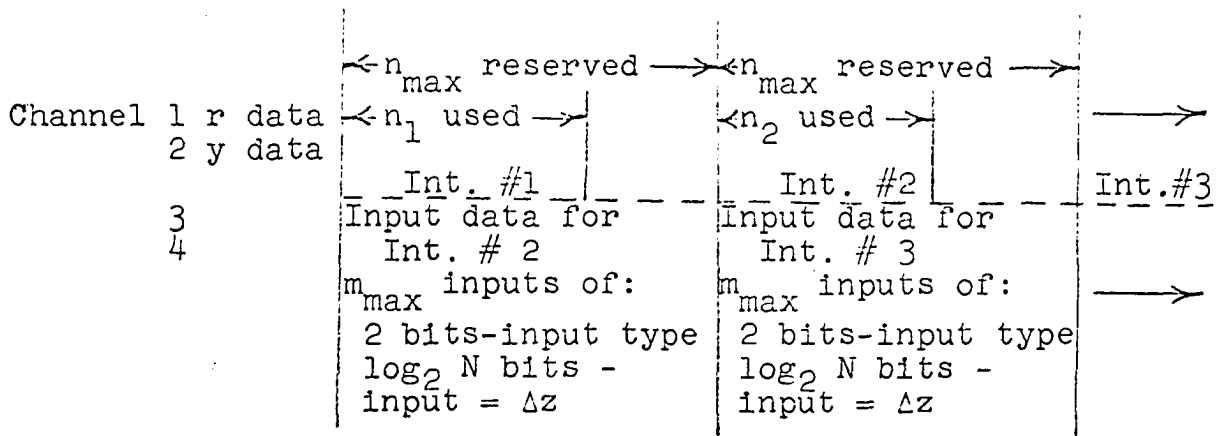 n_max reserved n_max reserved
Channel 1 r data n_1 used n_2 used
2 y data
Int. #1 Int. #2 Int.#3
3 Input data for Input data for
4 Int. # 2 Int. # 3
m_max inputs of: m_max inputs of:
2 bits-input type 2 bits-input type
log_2 N bits - log_2 N bits -
input = Δz input = Δz